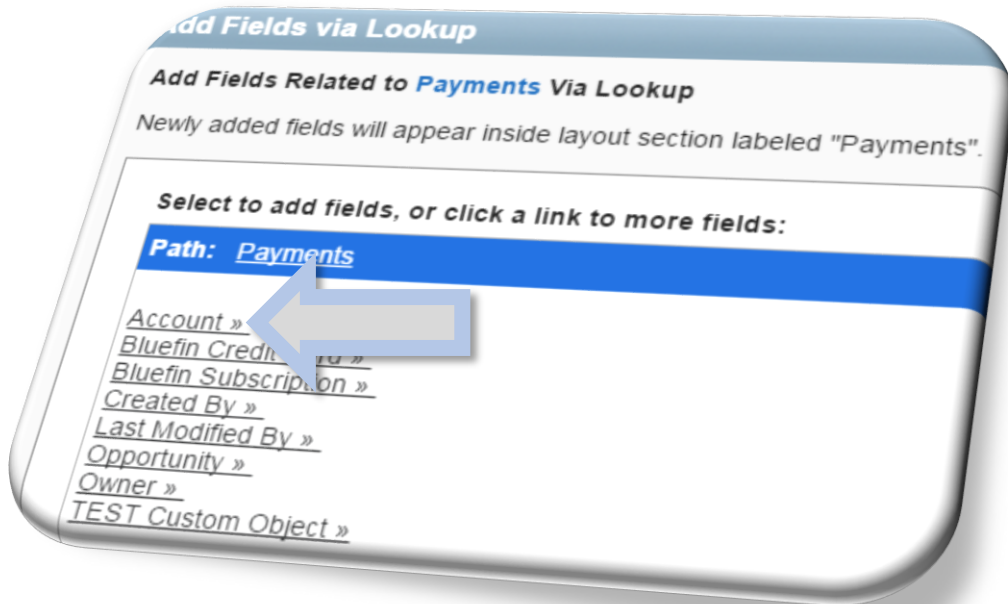 Add Fields via Lookup
Add Fields Related to Payments Via Lookup
Newly added fields will appear inside layout section labeled "Payments".
Select to add fields, or click a link to more fields:
Path: Payments
Account »
Bluefin Credit »
Bluefin Subscription »
Created By »
Last Modified By »
Opportunity »
Owner »
TEST Custom Object »